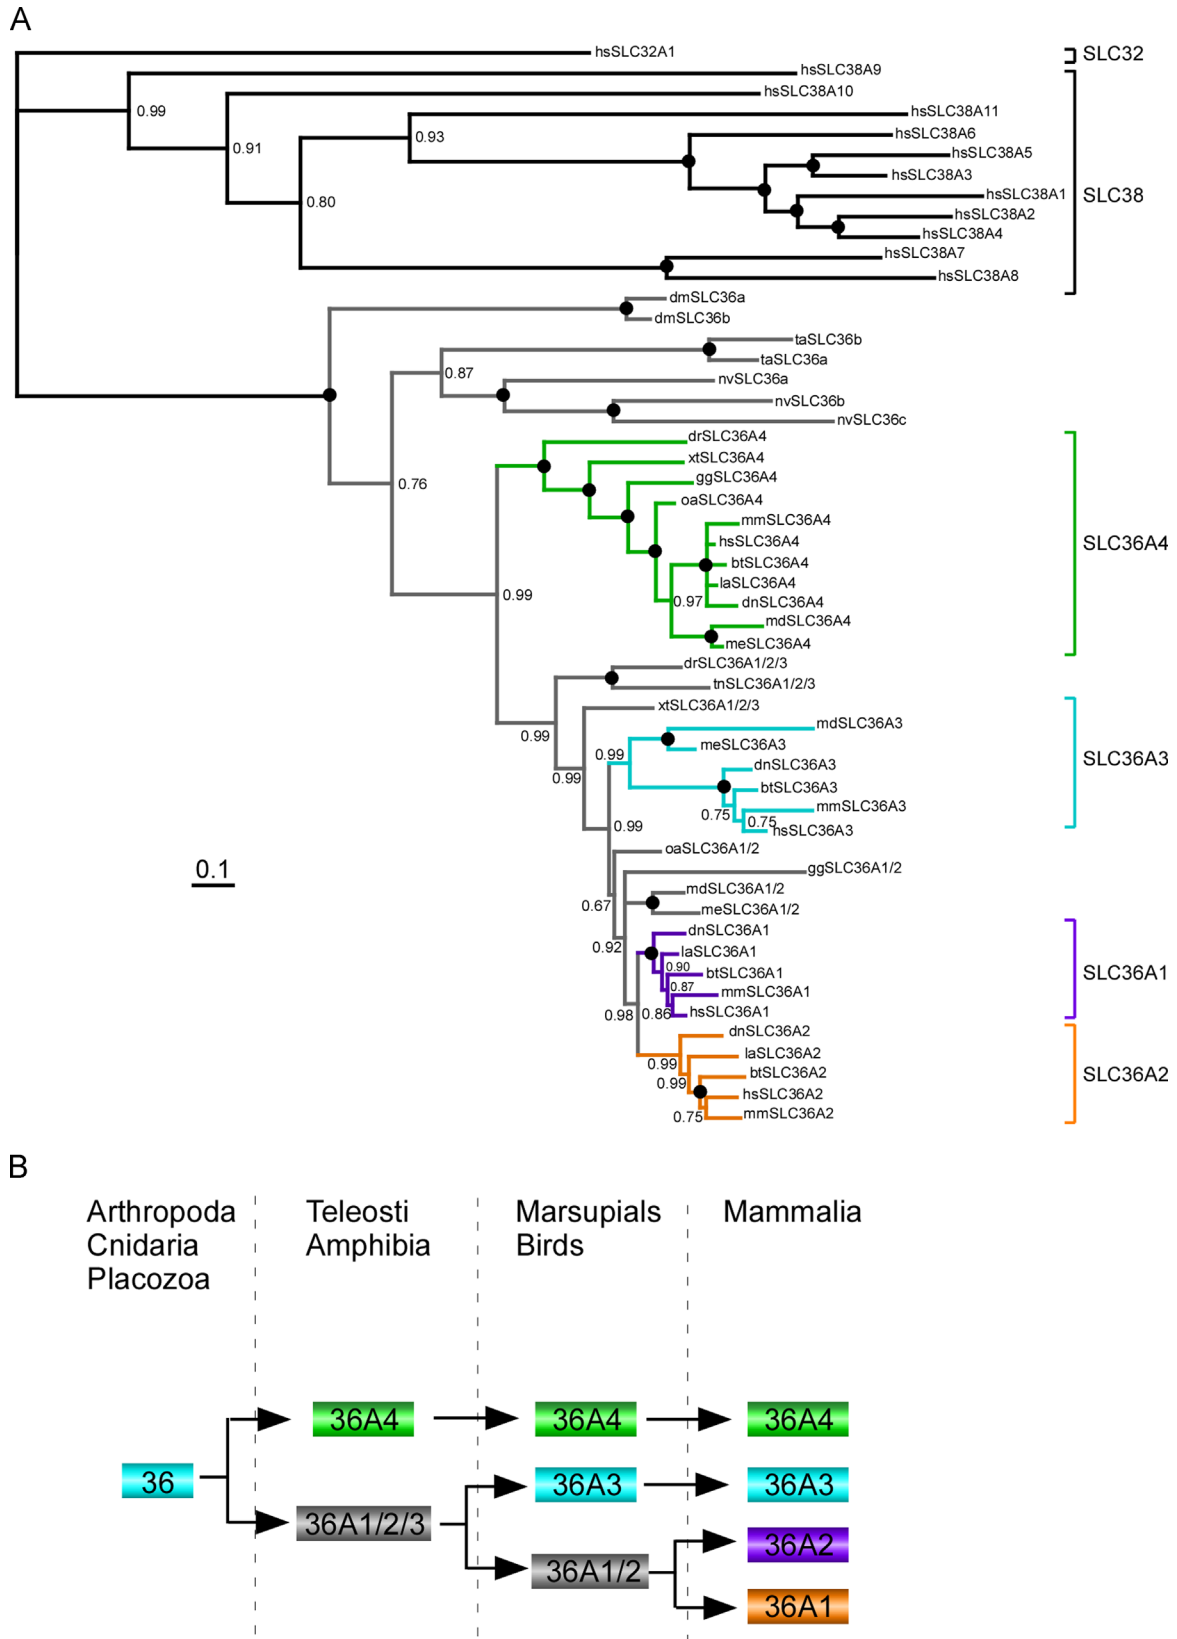 A
hsSLC32A1
SLC32
hsSLC38A9
hsSLC38A10
0.99
hsSLC38A11
0.93
hsSLC38A6
0.91
hsSLC38A5
hsSLC38A3
hsSLC38A1
SLC38
0.80
hsSLC38A2
hsSLC38A4
hsSLC38A7
hsSLC38A8
dmSLC36a
dmSLC36b
taSLC36b
taSLC36a
0.87
nvSLC36a
nvSLC36b
nvSLC36c
drSLC36A4
xtSLC36A4
0.76
ggSLC36A4
oaSLC36A4
mmSLC36A4
hsSLC36A4
SLC36A4
btSLC36A4
laSLC36A4
0.99
0.97
dnSLC36A4
mdSLC36A4
meSLC36A4
drSLC36A1/2/3
tnSLC36A1/2/3
xtSLC36A1/2/3
mdSLC36A3
0.99
meSLC36A3
0.99
SLC36A3
dnSLC36A3
0.99
btSLC36A3
mmSLC36A3
0.75
0.75
hsSLC36A3
0.99
oaSLC36A1/2
0.1
ggSLC36A1/2
mdSLC36A1/2
0.67
meSLC36A1/2
dnSLC36A1
0.92
laSLC36A1
0.90
btSLC36A1
SLC36A1
0.87
mmSLC36A1
0.98
0.86
hsSLC36A1
dnSLC36A2
laSLC36A2
0.99
btSLC36A2
SLC36A2
0.99
hsSLC36A2
mmSLC36A2
0.75
B
Arthropoda
Cnidaria
Placozoa
Teleosti
Amphibia
Marsupials
Birds
Mammalia
36A4
36A4
36A4
36
36A3
36A3
36A1/2/3
36A2
36A1/2
36A1